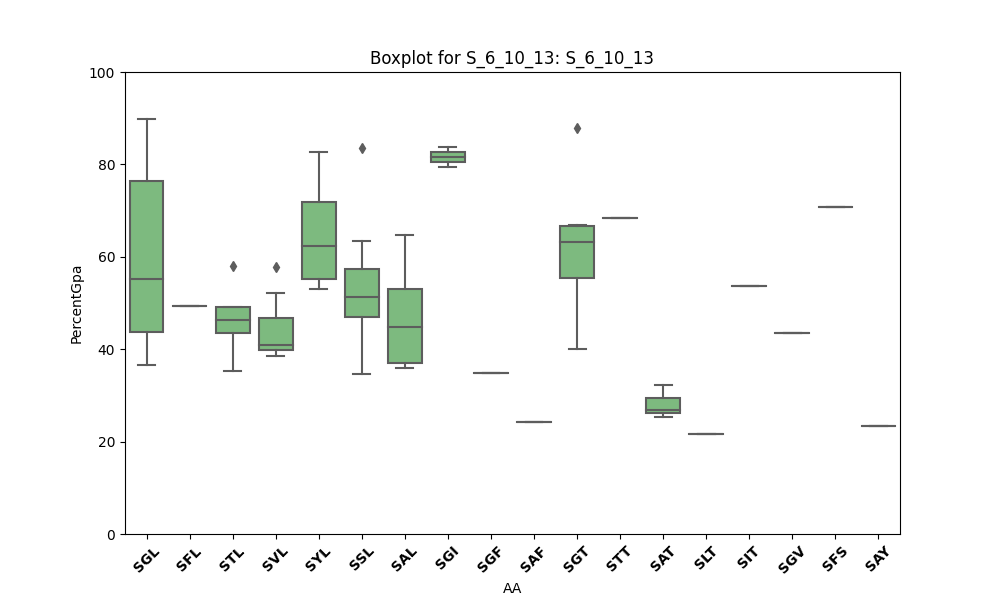 Boxplot for S_6_10_13: S_6_10_13
100
80
60
40
20
0
PercentGpa
SGL SFL STL SVL SYL SSL SAL SGI SGF SAF SGT STT SAT SLT SIT SGV SFS SAY
AA